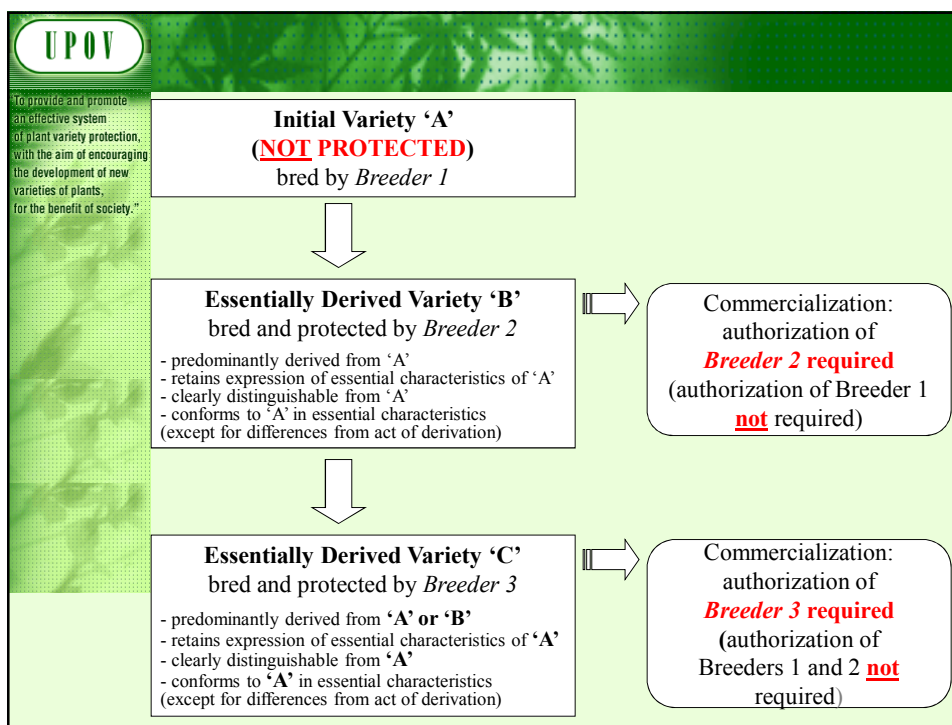 UPOV
"To provide and promote
an effective system
of plant variety protection,
with the aim of encouraging
the development of new
varieties of plants,
for the benefit of society."
Initial Variety ‘A’
(NOT PROTECTED)
bred by Breeder 1
Essentially Derived Variety ‘B’
bred and protected by Breeder 2
- predominantly derived from ‘A’
- retains expression of essential characteristics of ‘A’
- clearly distinguishable from ‘A’
- conforms to ‘A’ in essential characteristics
(except for differences from act of derivation)
Commercialization:
authorization of
Breeder 2 required
(authorization of Breeder 1
not required)
Essentially Derived Variety ‘C’
bred and protected by Breeder 3
- predominantly derived from ‘A’ or ‘B’
- retains expression of essential characteristics of ‘A’
- clearly distinguishable from ‘A’
- conforms to ‘A’ in essential characteristics
(except for differences from act of derivation)
Commercialization:
authorization of
Breeder 3 required
(authorization of
Breeders 1 and 2 not
required)